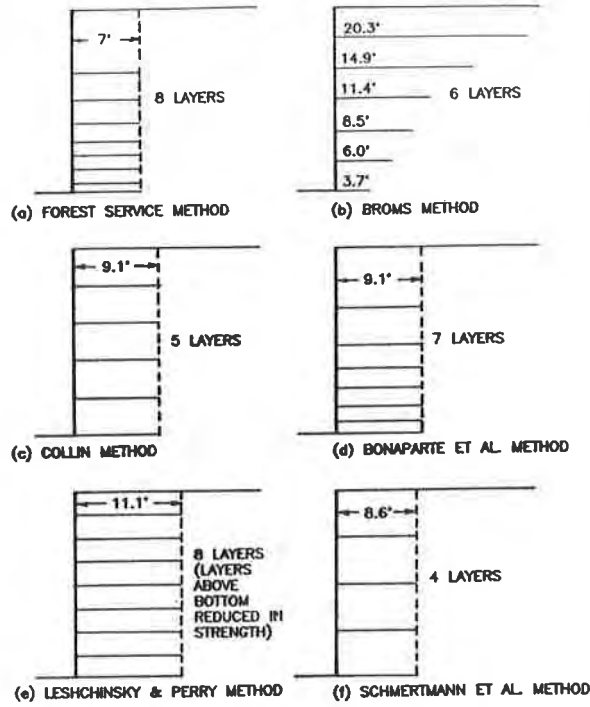 7'
8 LAYERS
(a) FOREST SERVICE METHOD
20.3'
14.9'
11.4'
6 LAYERS
8.5'
6.0'
3.7'
(b) BROMS METHOD
9.1'
5 LAYERS
(c) COLLIN METHOD
9.1'
7 LAYERS
(d) BONAPARTE ET AL. METHOD
11.1'
8 LAYERS
(LAYERS
ABOVE
BOTTOM
REDUCED IN
STRENGTH)
(e) LESHCHINSKY & PERRY METHOD
8.6'
4 LAYERS
(f) SCHMERTMANN ET AL. METHOD